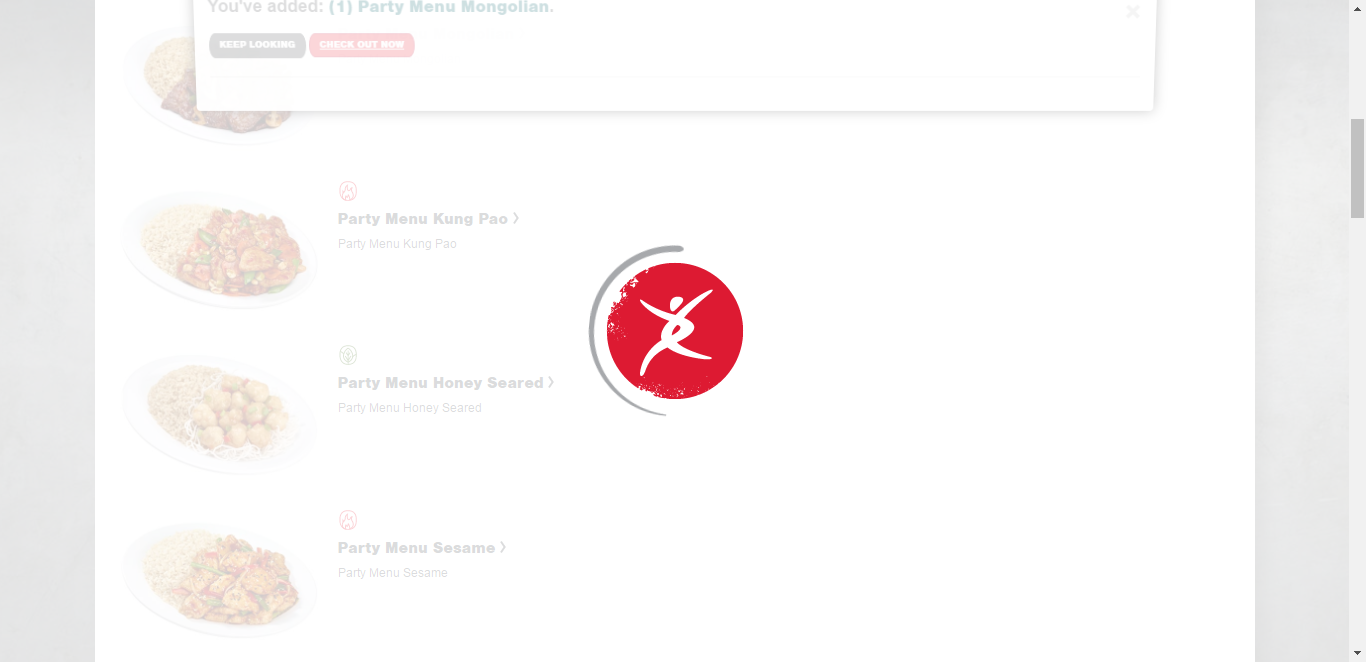 You've added: (1) Party Menu Mongolian.
KEEP LOOKING
CHECK OUT NOW
Party Menu Kung Pao
Party Menu Kung Pao
Party Menu Honey Seared
Party Menu Honey Seared
Party Menu Sesame
Party Menu Sesame